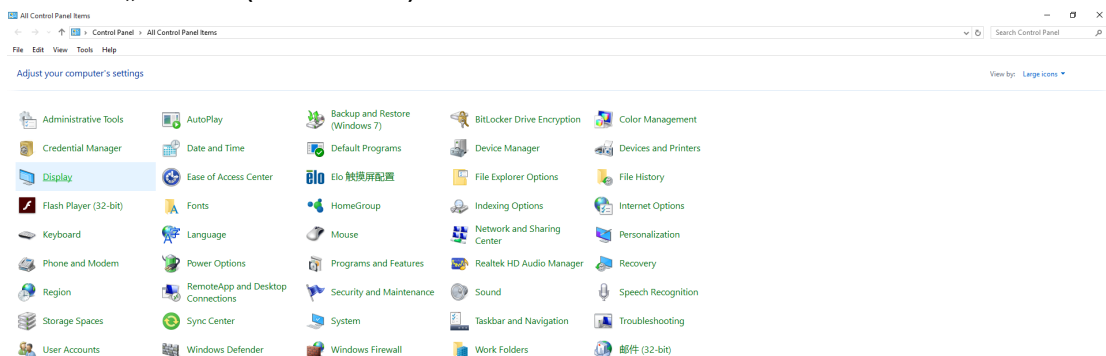 All Control Panel Items
Control Panel > All Control Panel Items
Search Control Panel
File Edit View Tools Help
Adjust your computer's settings
View by: Large icons
Administrative Tools
AutoPlay
Backup and Restore
(Windows 7)
BitLocker Drive Encryption
Color Management
Credential Manager
Date and Time
Default Programs
Device Manager
Devices and Printers
Display
Ease of Access Center
elo Elo 触摸屏配置
File Explorer Options
File History
Flash Player (32-bit)
Fonts
HomeGroup
Indexing Options
Internet Options
Keyboard
Language
Mouse
Network and Sharing
Center
Personalization
Phone and Modem
Power Options
Programs and Features
Realtek HD Audio Manager
Recovery
Region
RemoteApp and Desktop
Connections
Security and Maintenance
Sound
Speech Recognition
Storage Spaces
Sync Center
System
Taskbar and Navigation
Troubleshooting
User Accounts
Windows Defender
Windows Firewall
Work Folders
邮件 (32-bit)